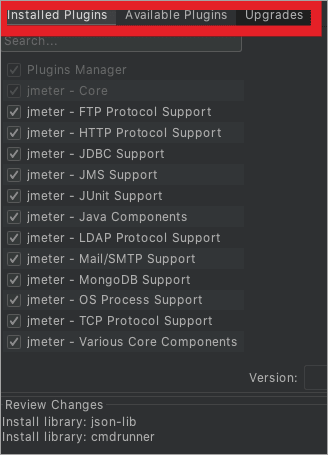 Installed Plugins Available Plugins Upgrades
Search...
Plugins Manager
jmeter - Core
jmeter - FTP Protocol Support
jmeter - HTTP Protocol Support
jmeter - JDBC Support
jmeter - JMS Support
jmeter - JUnit Support
jmeter - Java Components
jmeter - LDAP Protocol Support
jmeter - Mail/SMTP Support
jmeter - MongoDB Support
jmeter - OS Process Support
jmeter - TCP Protocol Support
jmeter - Various Core Components
Version:
Review Changes
Install library: json-lib
Install library: cmdrunner